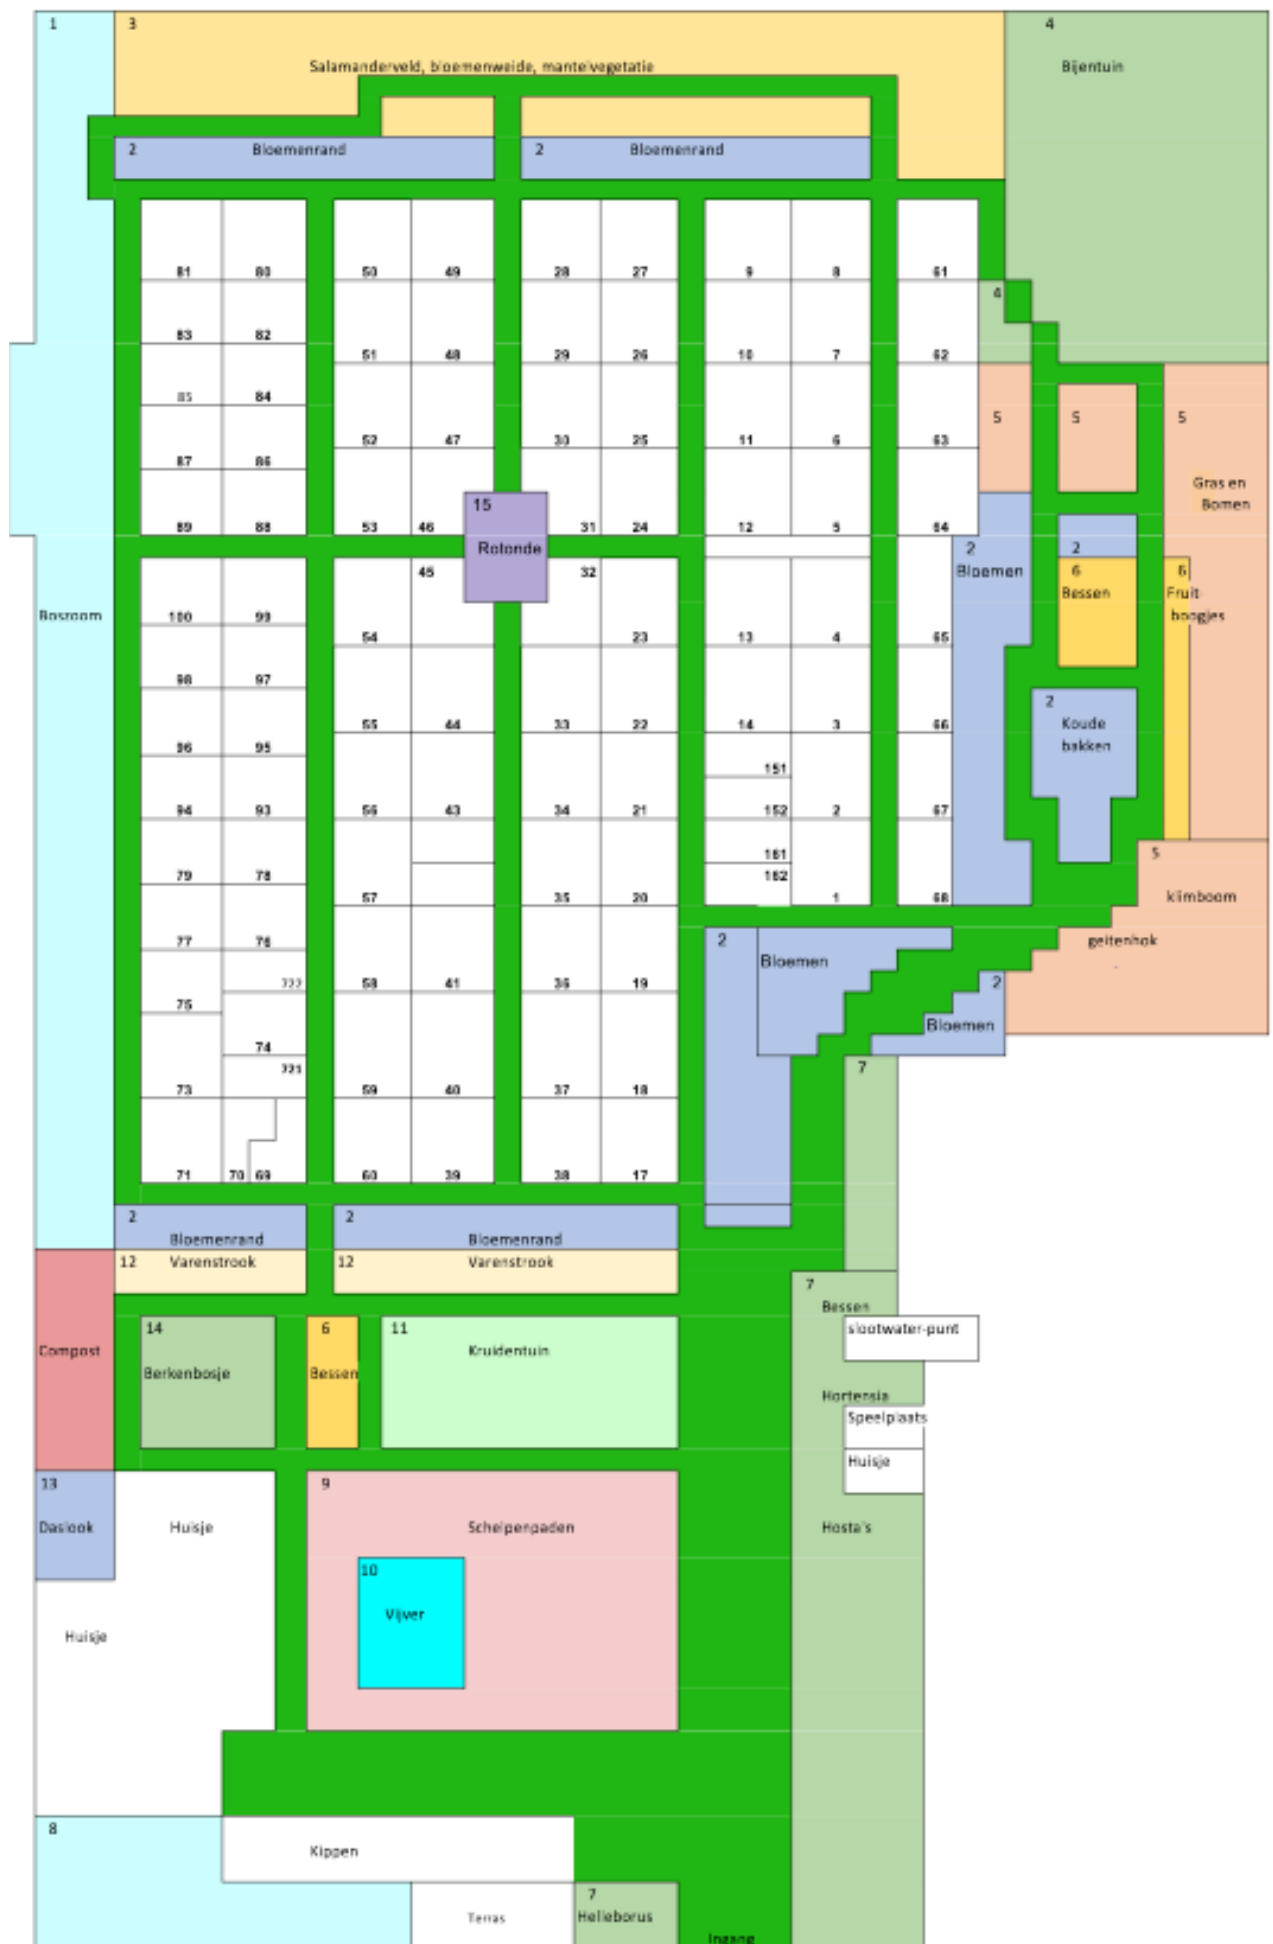 1 3 4
Salamanderveld, bloemenweide, mantelvegetatie Bijentuin
2 Bloemenrand 2 Bloemenrand
81 80 50 49 28 27 9 8 61
4
83 82
51 48 29 26 10 7 62
85 84
5 5 5
52 47 30 25 11 6 63
87 86
Gras en
Bomen
15
89 88 53 46 31 24 12 5 64
Rotonde
2 2
45 32 Bloemen 6 6
Bessen Fruit-
boogjes
Bosroom 100 99
54 23 13 4 65
98 97
2
Koude
bakken
55 44 33 22 14 3 66
96 95
151
94 93 56 43 34 21 152 2 67
161
5
79 78 162
57 35 20 1 68 klimboom
77 76 2 geitenhok
Bloemen
722 58 41 36 19 2
75
Bloemen
74
721 7
73 59 40 37 18
71 70 69 60 39 38 17
2 2
Bloemenrand Bloemenrand
12 Varenstrook 12 Varenstrook
7
Bessen
14 6 11 slootwater-punt
Compost Kruidentuin
Berkenbosje Bessen
Hortensia
Speelplaats
Huisje
13 9
Daslook Huisje Schelpenpaden Hosta's
10
Vijver
Huisje
8
Kippen
7
Terras Helleborus
Ingang